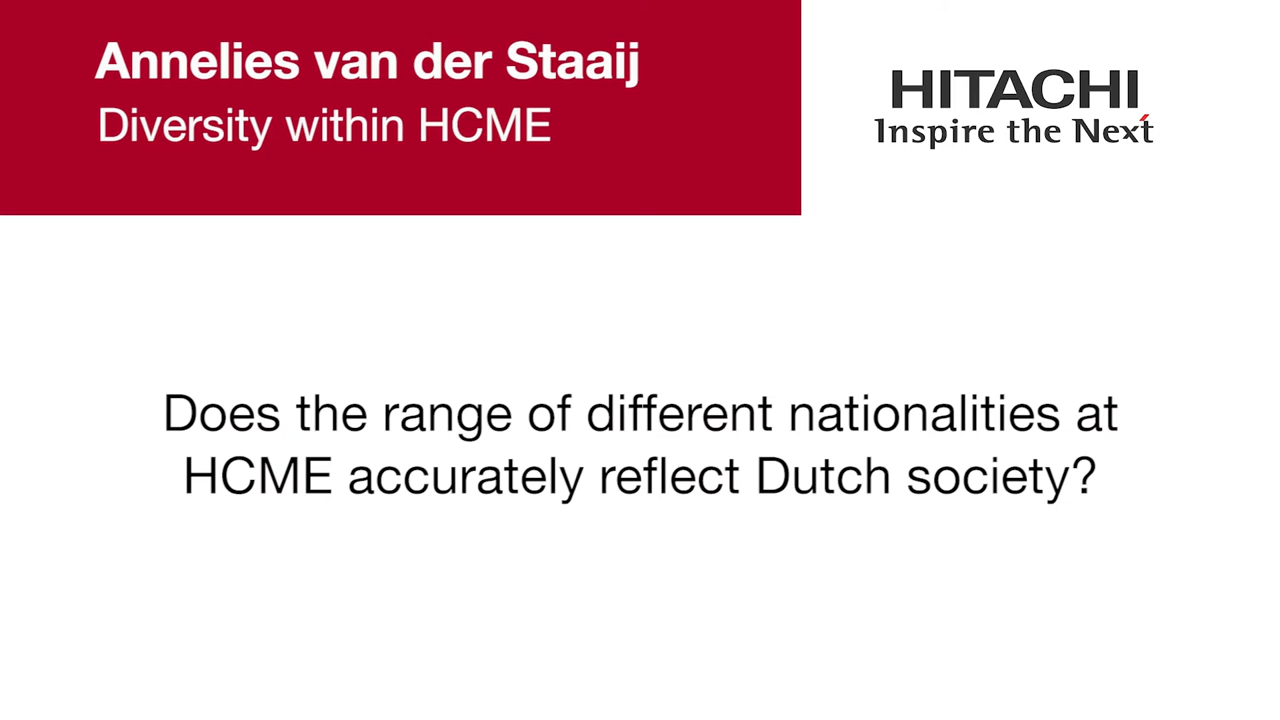 Annelies van der Staaij
Diversity within HCME
HITACHI
Inspire the Next
Does the range of different nationalities at
HCME accurately reflect Dutch society?